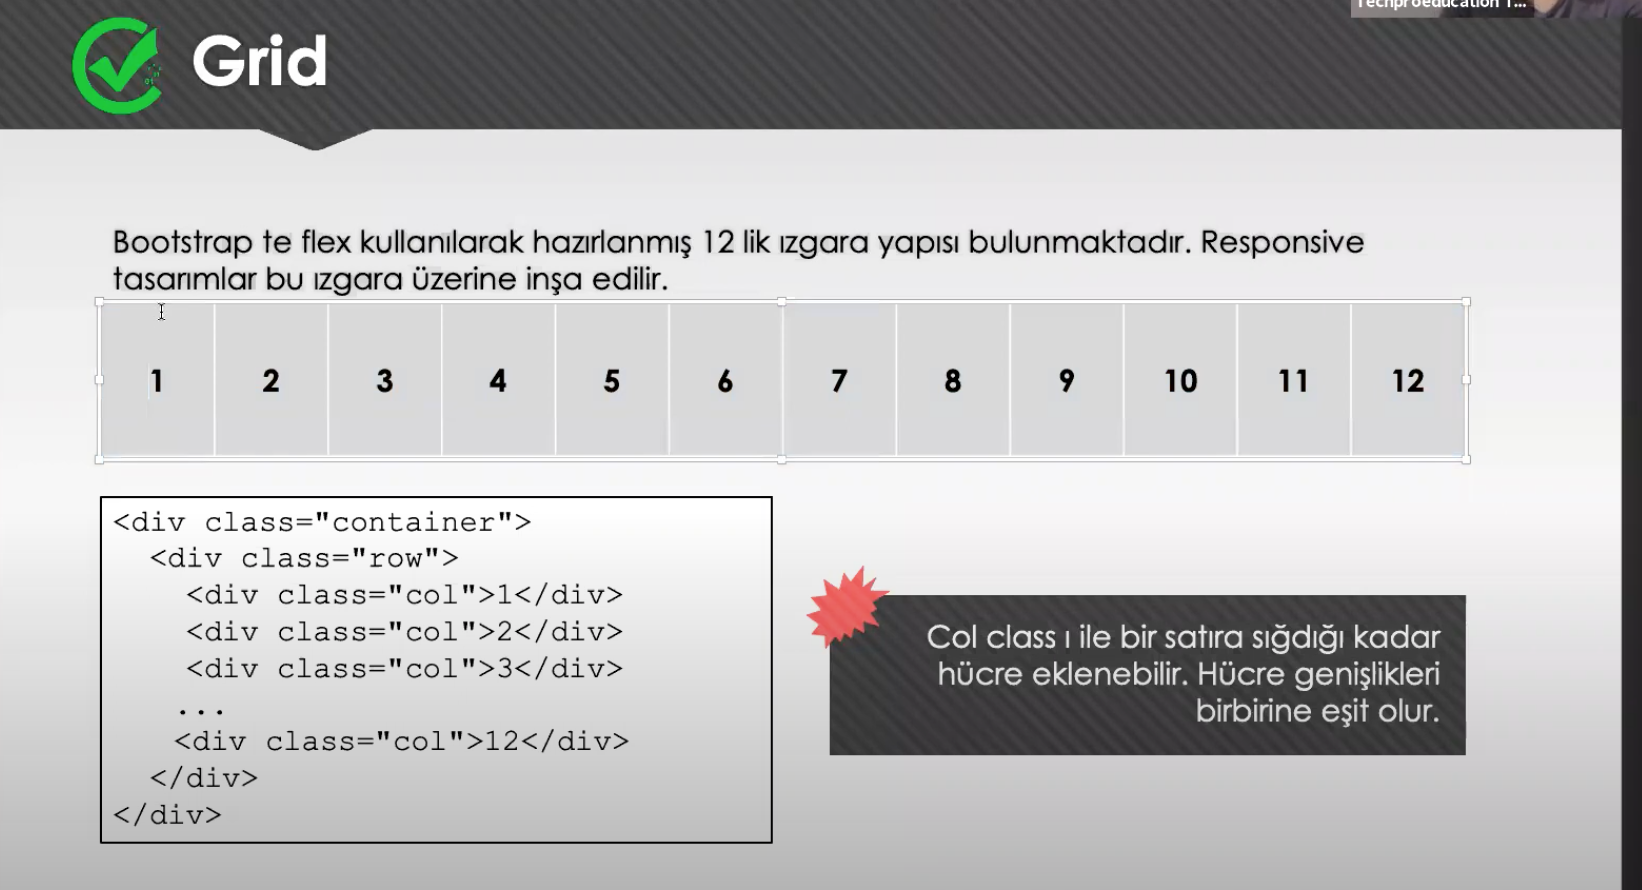 Techproeducation T...
Grid
Bootstrap te flex kullanılarak hazırlanmış 12 lik ızgara yapısı bulunmaktadır. Responsive
tasarımlar bu ızgara üzerine inşa edilir.
1 2 3 4 5 6 7 8 9 10 11 12
<div class="container">
<div class="row">
<div class="col">1</div>
<div class="col">2</div>
<div class="col">3</div>
...
<div class="col">12</div>
</div>
</div>
Col class ı ile bir satıra sığdığı kadar
hücre eklenebilir. Hücre genişlikleri
birbirine eşit olur.